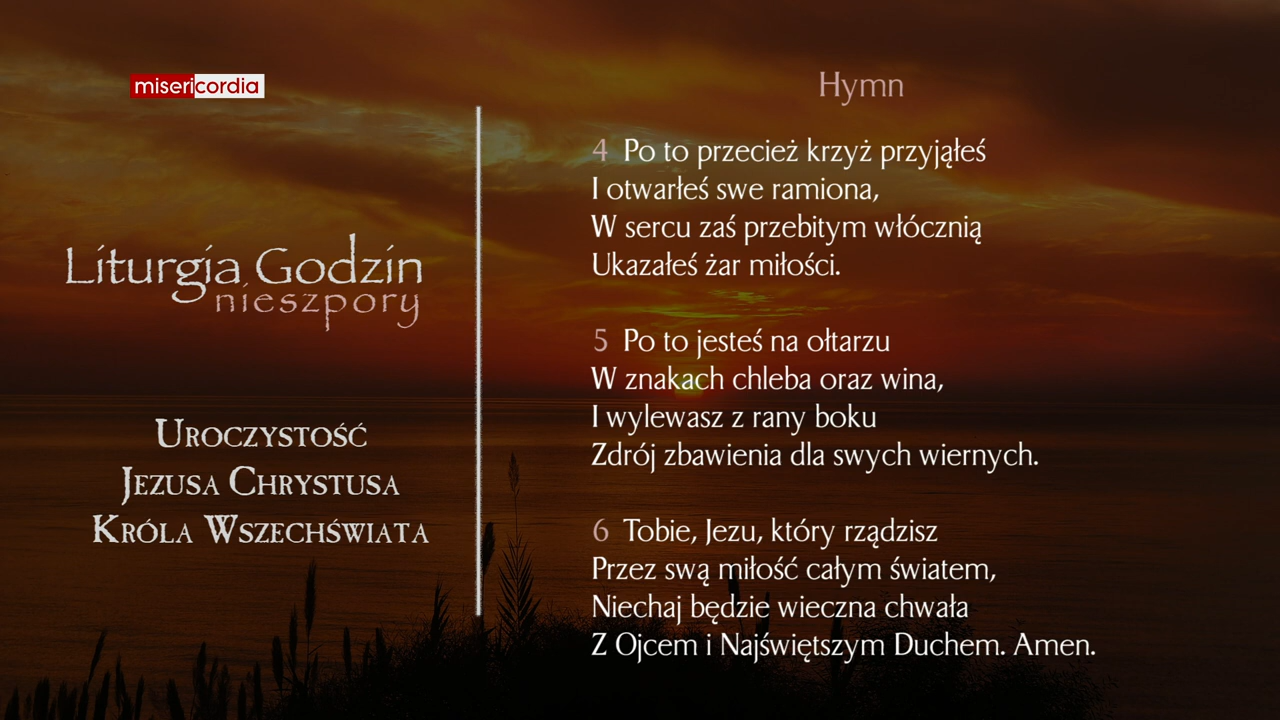 misericordia
Liturgia Godzin
nieszpory
Uroczystość
Jezusa Chrystusa
Króla Wszechświata
Hymn
4 Po to przecież krzyż przyjąłeś
I otwarłeś swe ramiona,
W sercu zaś przebitym włócznią
Ukazałeś żar miłości.
5 Po to jesteś na ołtarzu
W znakach chleba oraz wina,
I wylewasz z rany boku
Zdrój zbawienia dla swych wiernych.
6 Tobie, Jezu, który rządzisz
Przez swą miłość całym światem,
Niechaj będzie wieczna chwała
Z Ojcem i Najświętszym Duchem. Amen.